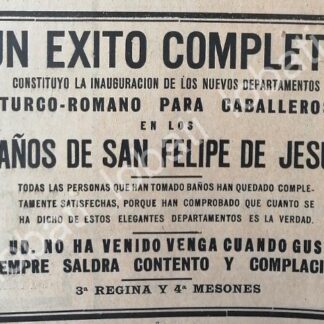 UN EXITO COMPLET
CONSTITUYO LA INAUGURACION DE LOS NUEVOS DEPARTAMENTOS
TURCO-ROMANO PARA CABALLEROS
EN LOS
AÑOS DE SAN FELIPE DE JESU
TODAS LAS PERSONAS QUE HAN TOMADO BAÑOS HAN QUEDADO COMPLE-
TAMENTE SATISFECHAS, PORQUE HAN COMPROBADO QUE CUANTO SE
HA DICHO DE ESTOS ELEGANTES DEPARTAMENTOS ES LA VERDAD.
UD. NO HA VENIDO VENGA CUANDO GUS
EMPRE SALDRA CONTENTO Y COMPLACI
3ª REGINA Y 4ª MESONES